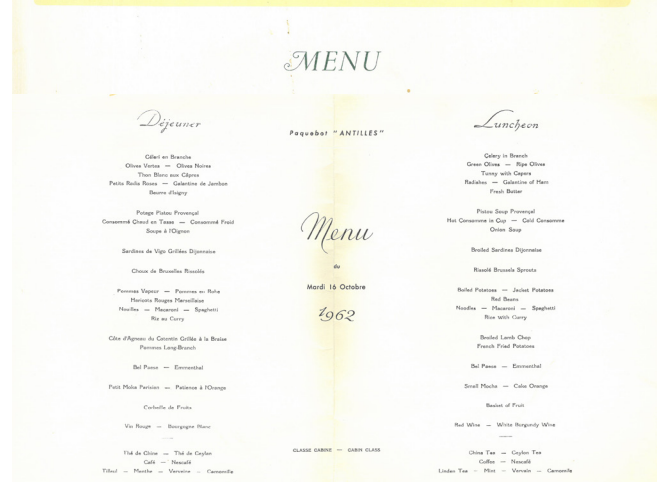 MENU
Déjeuner
Céleri en Branche
Olives Vertes — Olives Noires
Thon Blanc aux Câpres
Petits Radis Roses — Galantine de Jambon
Beurre d'Isigny
Potage Pistou Provençal
Consommé Chaud en Tasse — Consommé Froid
Soupe à l'Oignon
Sardines de Vigo Grillées Dijonnaise
Choux de Bruxelles Rissolés
Pommes Vapeur — Pommes en Robe
Haricots Rouges Marseillaise
Nouilles — Macaroni — Spaghetti
Riz au Curry
Côte d'Agneau du Cotentin Grillée à la Braise
Pommes Long-Branch
Bel Paese — Emmenthal
Petit Moka Parisien — Patience à l'Orange
Corbeille de Fruits
Vin Rouge — Bourgogne Blanc
Thé de Chine — Thé de Ceylan
Café — Nescafé
Tilleul — Menthe — Verveine — Camomille
Paquebot "ANTILLES"
Menu
du
Mardi 16 Octobre
1962
CLASSE CABINE — CABIN CLASS
Luncheon
Celery in Branch
Green Olives — Ripe Olives
Tunny with Capers
Radishes — Galantine of Ham
Fresh Butter
Pistou Soup Provençal
Hot Consomme in Cup — Cold Consomme
Onion Soup
Broiled Sardines Dijonnaise
Rissolé Brussels Sprouts
Boiled Potatoes — Jacket Potatoes
Red Beans
Noodles — Macaroni — Spaghetti
Rice with Curry
Broiled Lamb Chop
French Fried Potatoes
Bel Paese — Emmenthal
Small Mocha — Cake Orange
Basket of Fruit
Red Wine — White Burgundy Wine
China Tea — Ceylon Tea
Coffee — Nescafé
Linden Tea — Mint — Vervain — Camomile